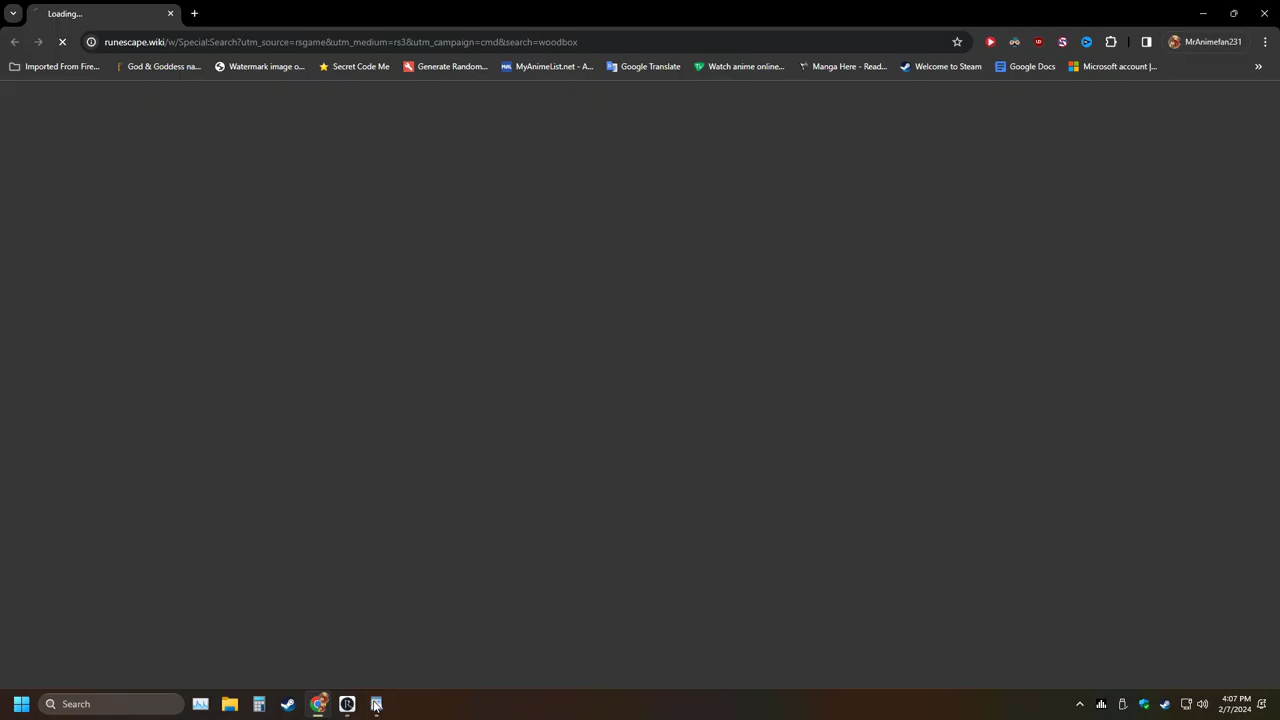 Loading...
runescape.wiki/w/Special:Search?utm_source=rsgame&utm_medium=rs3&utm_campaign=cmd&search=woodbox
MrAnimefan231
Imported From Fire...
God & Goddess na...
Watermark image o...
Secret Code Me
Generate Random...
MyAnimeList.net - A...
Google Translate
Watch anime online...
Manga Here - Read...
Welcome to Steam
Google Docs
Microsoft account |...
Search
4:07 PM
2/7/2024